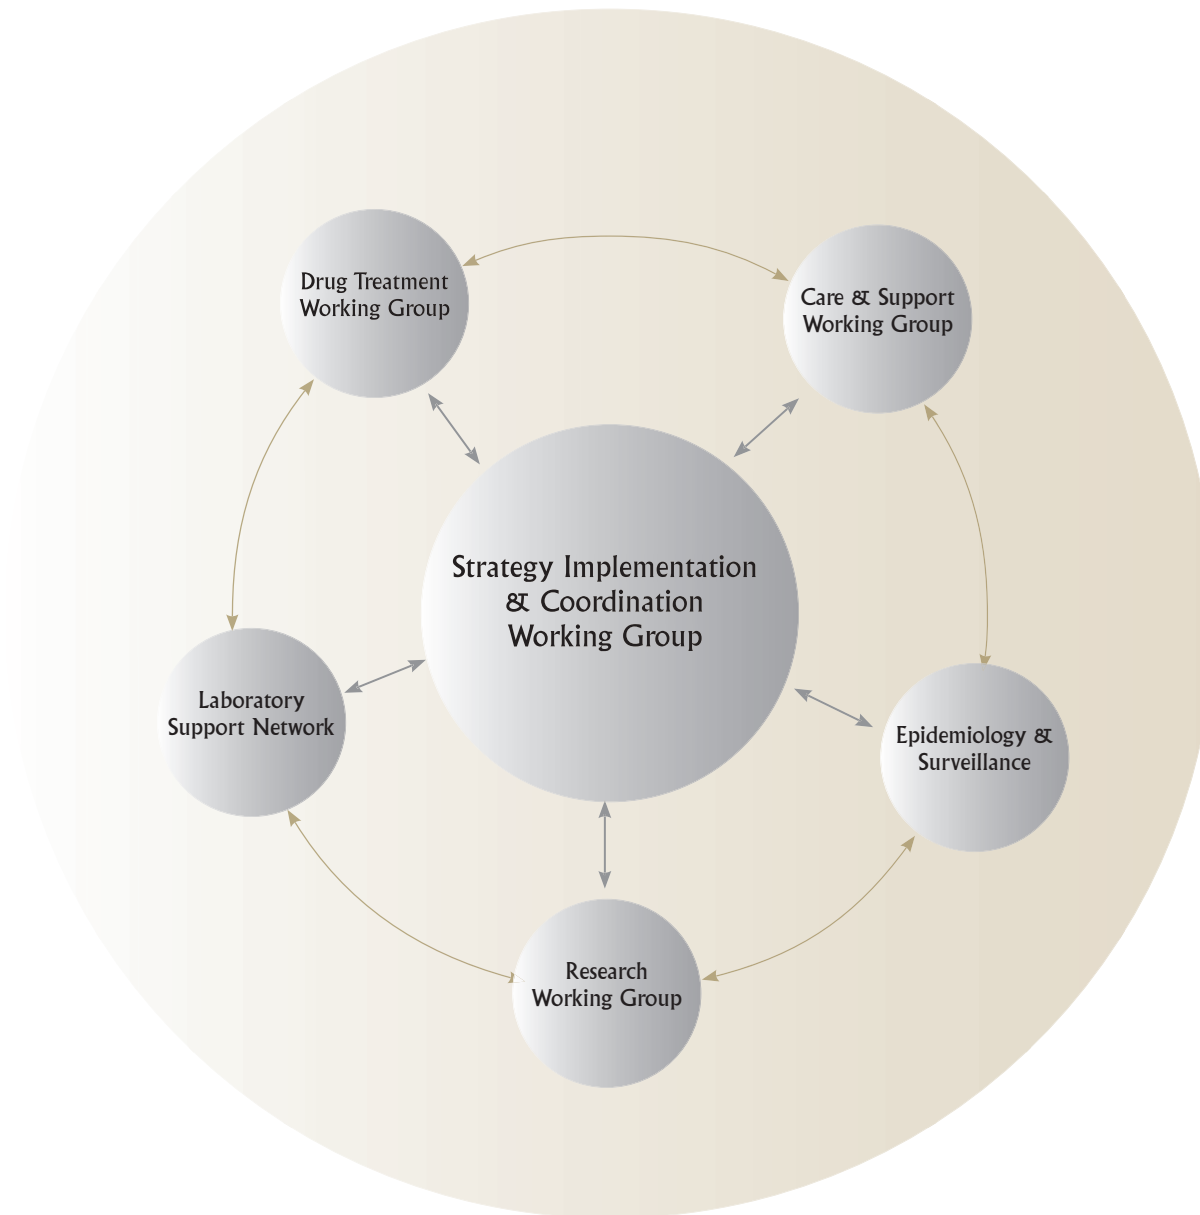 Drug Treatment
Working Group
Care & Support
Working Group
Strategy Implementation
& Coordination
Working Group
Laboratory
Support Network
Epidemiology &
Surveillance
Research
Working Group